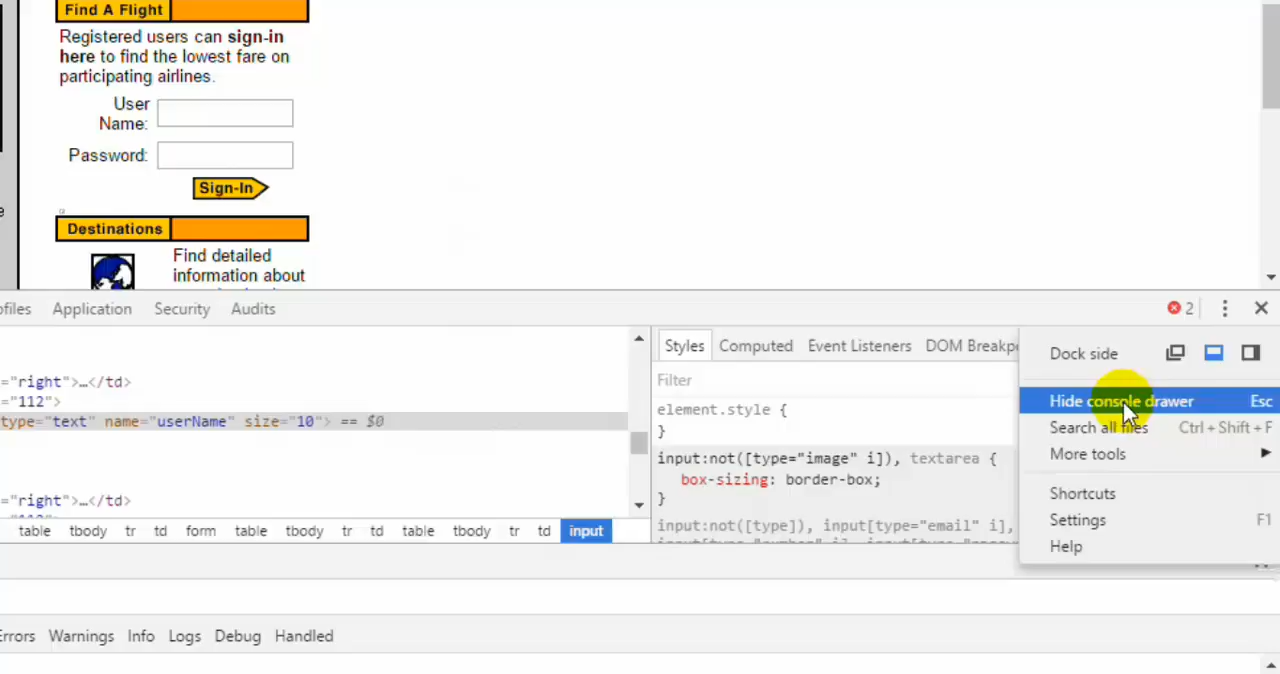 Find A Flight
Registered users can sign-in
here to find the lowest fare on
participating airlines.
User
Name:
Password:
Sign-In
Destinations
Find detailed
information about
Application Security Audits
2
="right">…</td>
="112">
type="text" name="userName" size="10"> == $0
="right">…</td>
table tbody tr td form table tbody tr td table tbody tr td input
Styles Computed Event Listeners DOM Breakp
Filter
element.style {
}
input:not([type="image" i]), textarea {
box-sizing: border-box;
}
input:not([type]), input[type="email" i],
Dock side
Hide console drawer Esc
Search all files Ctrl + Shift + F
More tools
Shortcuts
Settings F1
Help
Errors Warnings Info Logs Debug Handled